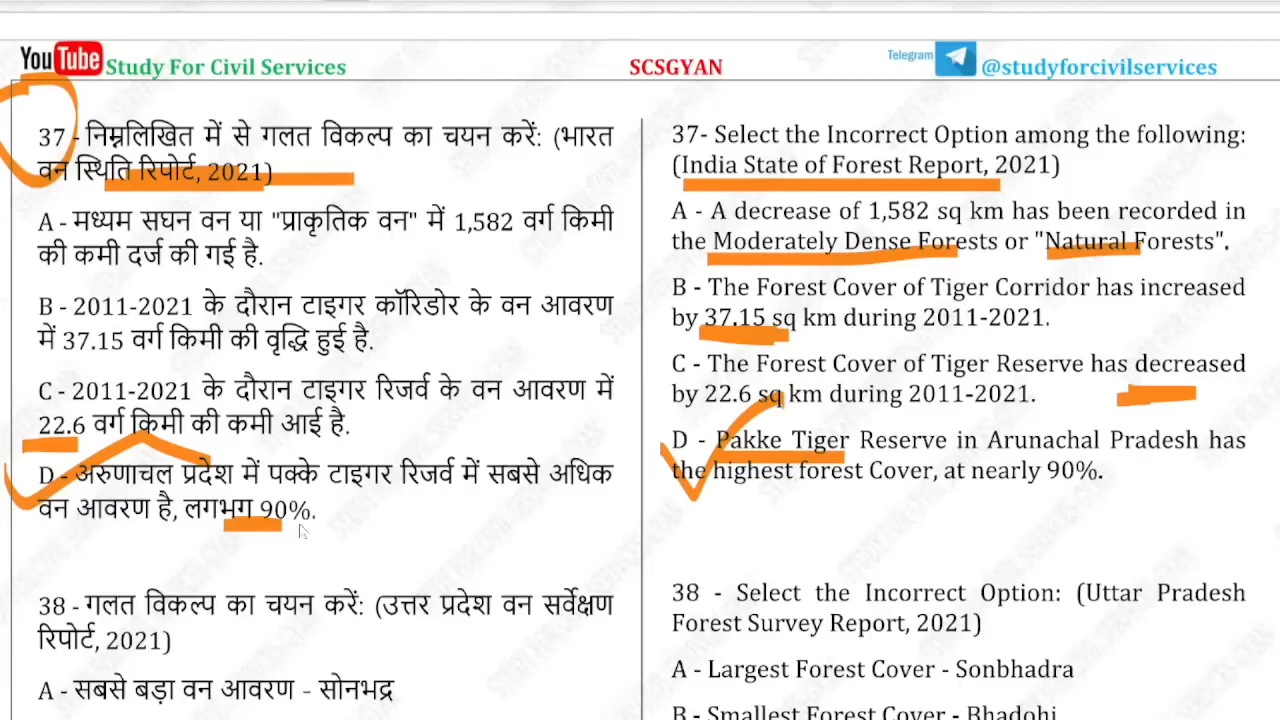 YouTube Study For Civil Services
SCSGYAN
Telegram @studyforcivilservices
37 - निम्नलिखित में से गलत विकल्प का चयन करें: (भारत
वन स्थिति रिपोर्ट, 2021)
A - मध्यम सघन वन या "प्राकृतिक वन" में 1,582 वर्ग किमी
की कमी दर्ज की गई है.
B - 2011-2021 के दौरान टाइगर कॉरिडोर के वन आवरण
में 37.15 वर्ग किमी की वृद्धि हुई है.
C - 2011-2021 के दौरान टाइगर रिजर्व के वन आवरण में
22.6 वर्ग किमी की कमी आई है.
D - अरुणाचल प्रदेश में पक्के टाइगर रिजर्व में सबसे अधिक
वन आवरण है, लगभग 90%.
38 - गलत विकल्प का चयन करें: (उत्तर प्रदेश वन सर्वेक्षण
रिपोर्ट, 2021)
A - सबसे बड़ा वन आवरण - सोनभद्र
37- Select the Incorrect Option among the following:
(India State of Forest Report, 2021)
A - A decrease of 1,582 sq km has been recorded in
the Moderately Dense Forests or "Natural Forests".
B - The Forest Cover of Tiger Corridor has increased
by 37.15 sq km during 2011-2021.
C - The Forest Cover of Tiger Reserve has decreased
by 22.6 sq km during 2011-2021.
D - Pakke Tiger Reserve in Arunachal Pradesh has
the highest forest Cover, at nearly 90%.
38 - Select the Incorrect Option: (Uttar Pradesh
Forest Survey Report, 2021)
A - Largest Forest Cover - Sonbhadra
B - Smallest Forest Cover - Bhadohi